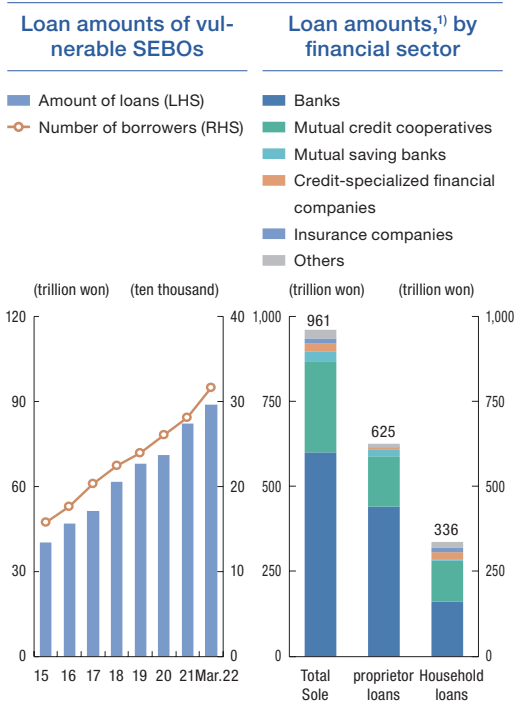 Loan amounts of vul-
nerable SEBOs
Amount of loans (LHS)
Number of borrowers (RHS)
(trillion won) (ten thousand)
120
90
60
30
0
40
30
20
10
0
15 16 17 18 19 20 21 Mar.22
Loan amounts,1) by
financial sector
Banks
Mutual credit cooperatives
Mutual saving banks
Credit-specialized financial
companies
Insurance companies
Others
(trillion won) (trillion won)
1,000
750
500
250
0
961
625
336
1,000
750
500
250
0
Total proprietor Household
Sole loans loans